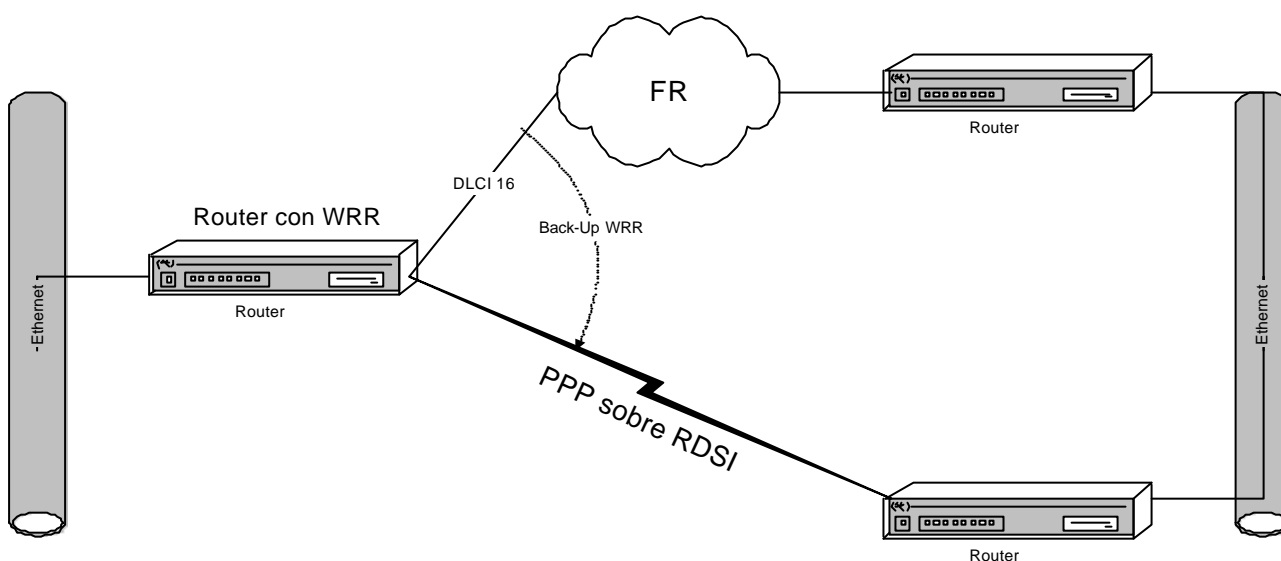 FR
Router
DLCI 16
Router con WRR
Back-Up WRR
Router
Ethernet
Ethernet
PPP sobre RDSI
Router